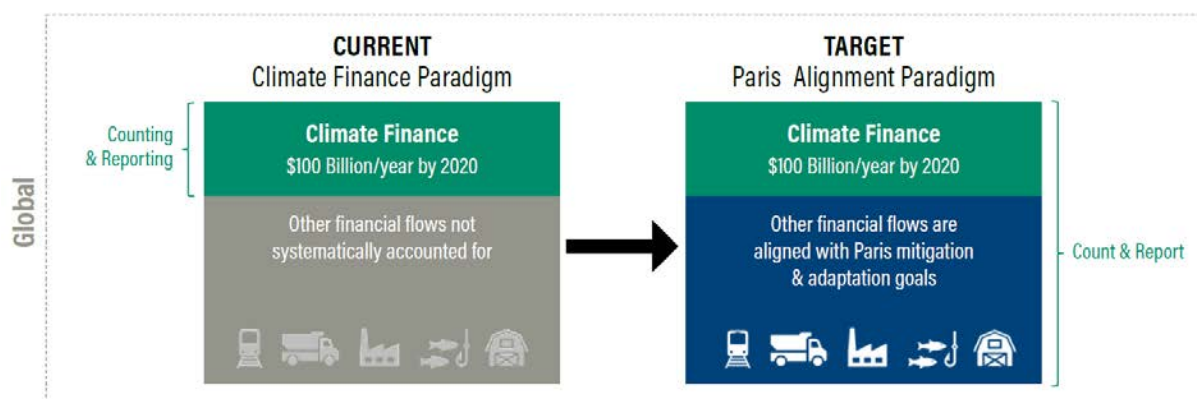 CURRENT
Climate Finance Paradigm
TARGET
Paris Alignment Paradigm
Global
Counting
& Reporting
Climate Finance
$100 Billion/year by 2020
Other financial flows not
systematically accounted for
Climate Finance
$100 Billion/year by 2020
Other financial flows are
aligned with Paris mitigation
& adaptation goals
Count & Report